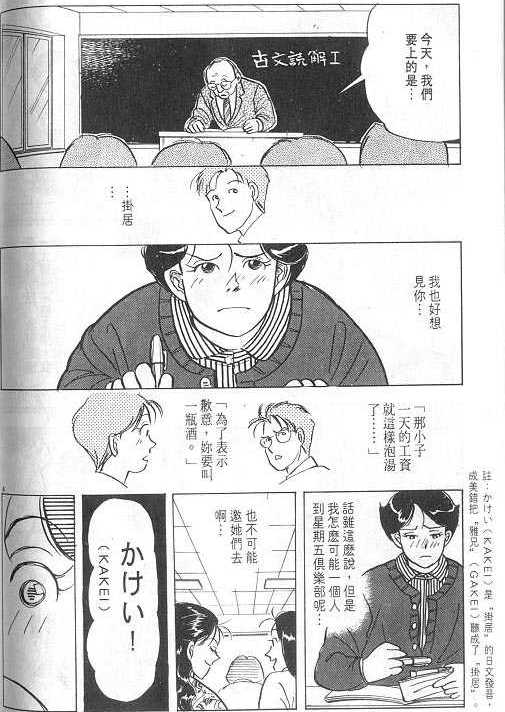 今天，我們
要上的是…
古文読解I
…掛居
…
我也好想
見你…
「那小子
一天的工資
就這樣泡湯
了……」
「為了表示
歉意，妳要叫
一瓶酒。」
註：かけい（KAKEI）是〝掛居〞的日文發音，
成美錯把〝雅兄〞（GAKEI）聽成了〝掛居〞。
話雖這麼說，但是
我怎麼可能一個人
到星期五俱樂部呢…
也不可能
邀她們去
啊…
かけい！
（KAKEI）